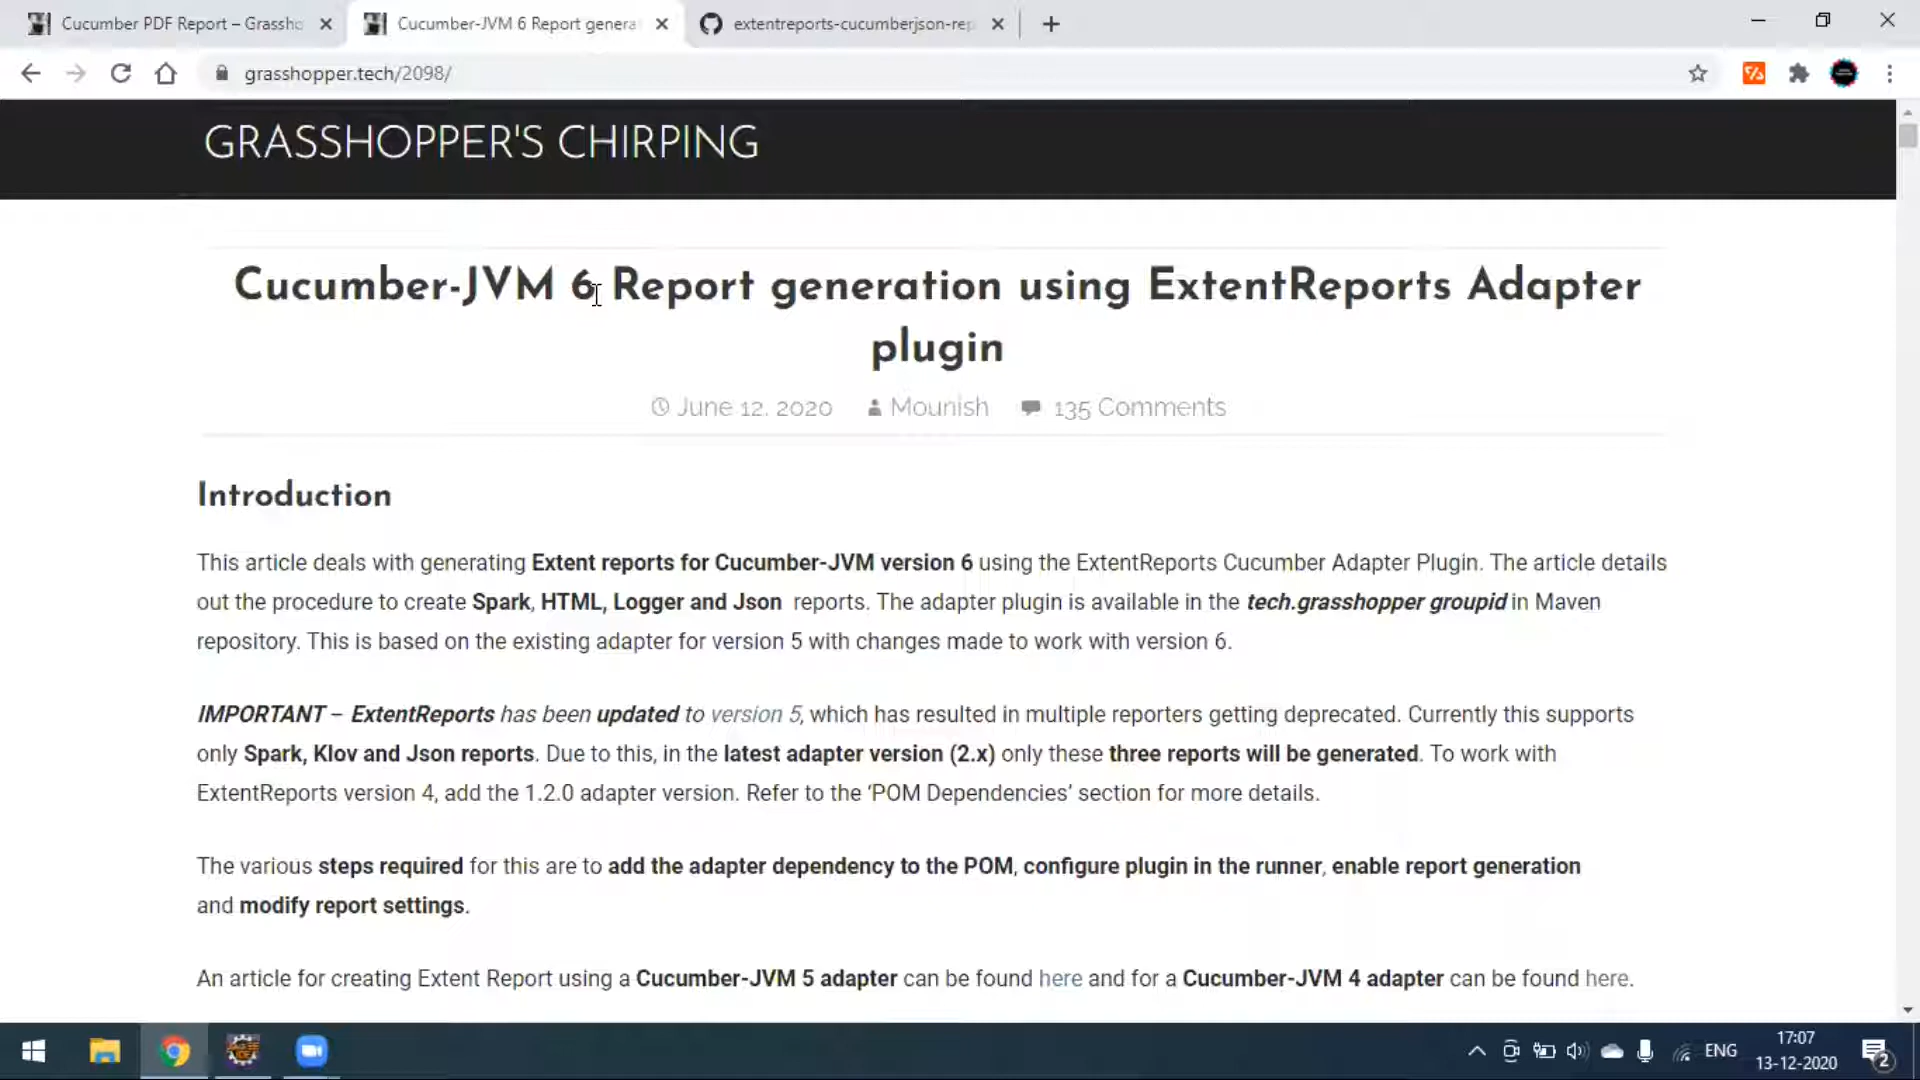 Cucumber PDF Report – Grassho
Cucumber-JVM 6 Report genera
extentreports-cucumberjson-rep
grasshopper.tech/2098/
GRASSHOPPER'S CHIRPING
Cucumber-JVM 6 Report generation using ExtentReports Adapter
plugin
June 12, 2020 Mounish 135 Comments
Introduction
This article deals with generating Extent reports for Cucumber-JVM version 6 using the ExtentReports Cucumber Adapter Plugin. The article details
out the procedure to create Spark, HTML, Logger and Json reports. The adapter plugin is available in the tech.grasshopper groupid in Maven
repository. This is based on the existing adapter for version 5 with changes made to work with version 6.
IMPORTANT – ExtentReports has been updated to version 5, which has resulted in multiple reporters getting deprecated. Currently this supports
only Spark, Klov and Json reports. Due to this, in the latest adapter version (2.x) only these three reports will be generated. To work with
ExtentReports version 4, add the 1.2.0 adapter version. Refer to the ‘POM Dependencies’ section for more details.
The various steps required for this are to add the adapter dependency to the POM, configure plugin in the runner, enable report generation
and modify report settings.
An article for creating Extent Report using a Cucumber-JVM 5 adapter can be found here and for a Cucumber-JVM 4 adapter can be found here.
ENG
17:07
13-12-2020
2